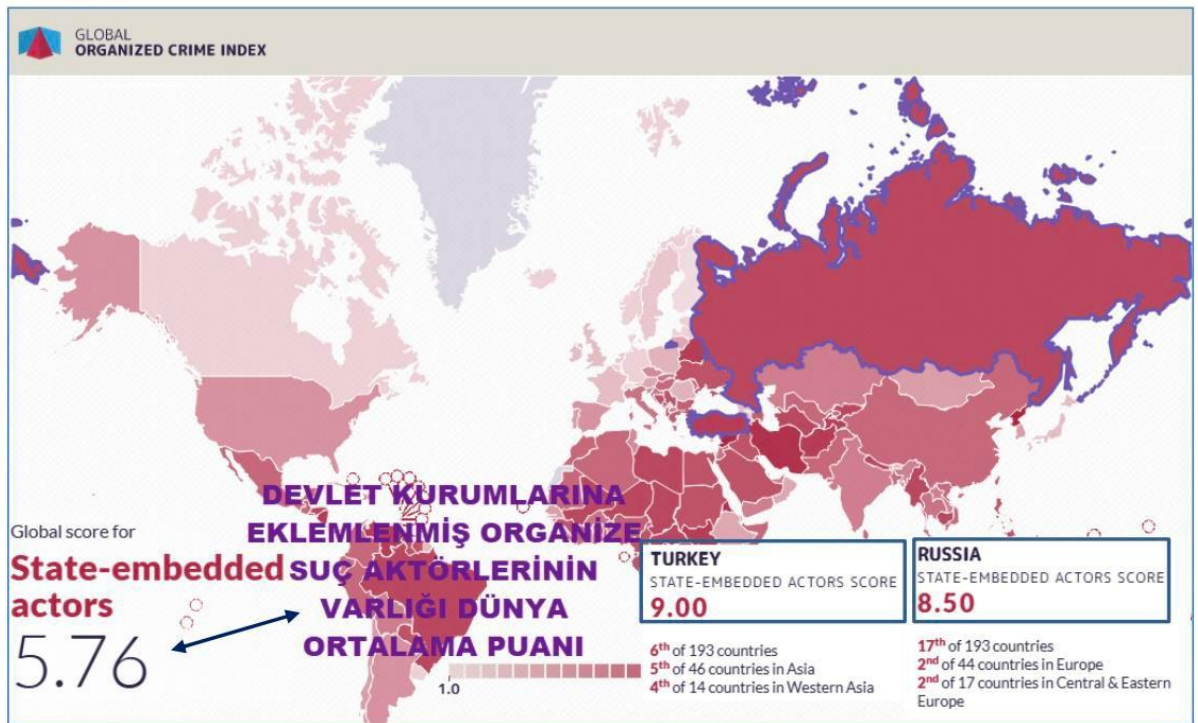 GLOBAL
ORGANIZED CRIME INDEX
DEVLET KURUMLARINA
EKLEMLENMİŞ ORGANİZE
SUÇ AKTÖRLERİNİN
VARLIĞI DÜNYA
ORTALAMA PUANI
Global score for
State-embedded
actors
5.76
1.0
TURKEY
STATE-EMBEDDED ACTORS SCORE
9.00
6th of 193 countries
5th of 46 countries in Asia
4th of 14 countries in Western Asia
RUSSIA
STATE-EMBEDDED ACTORS SCORE
8.50
17th of 193 countries
2nd of 44 countries in Europe
2nd of 17 countries in Central & Eastern
Europe